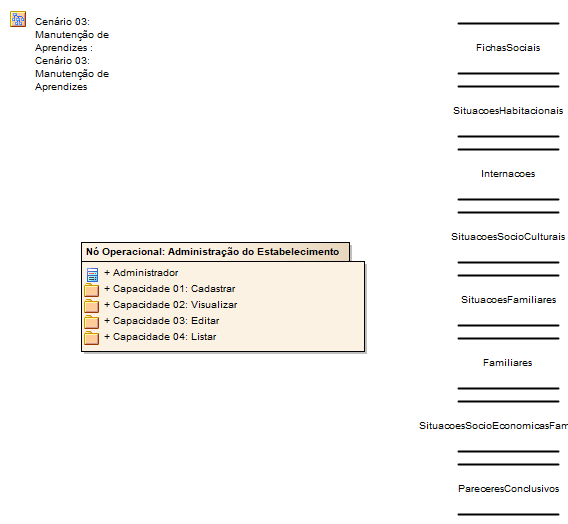 Cenário 03:
Manutenção de
Aprendizes :
Cenário 03:
Manutenção de
Aprendizes
Nó Operacional: Administração do Estabelecimento
+ Administrador
+ Capacidade 01: Cadastrar
+ Capacidade 02: Visualizar
+ Capacidade 03: Editar
+ Capacidade 04: Listar
FichasSociais
SituacoesHabitacionais
Internacoes
SituacoesSocioCulturais
SituacoesFamiliares
Familiares
SituacoesSocioEconomicasFam
PareceresConclusivos